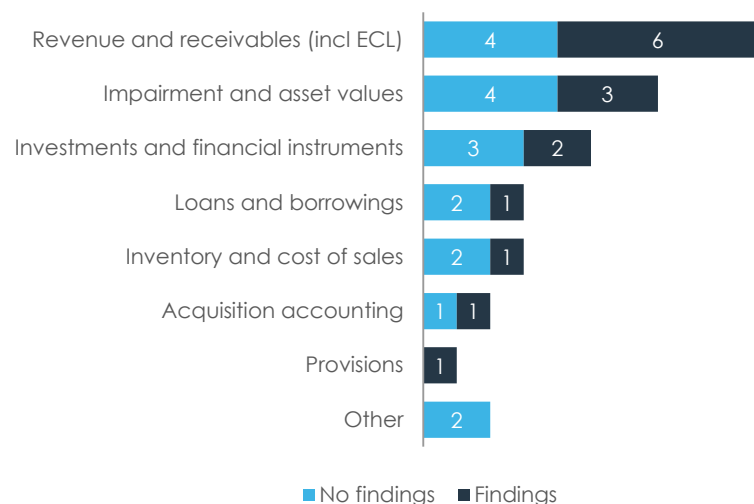 Revenue and receivables (incl ECL) 4 6
Impairment and asset values 4 3
Investments and financial instruments 3 2
Loans and borrowings 2 1
Inventory and cost of sales 2 1
Acquisition accounting 1 1
Provisions 1
Other 2
No findings Findings